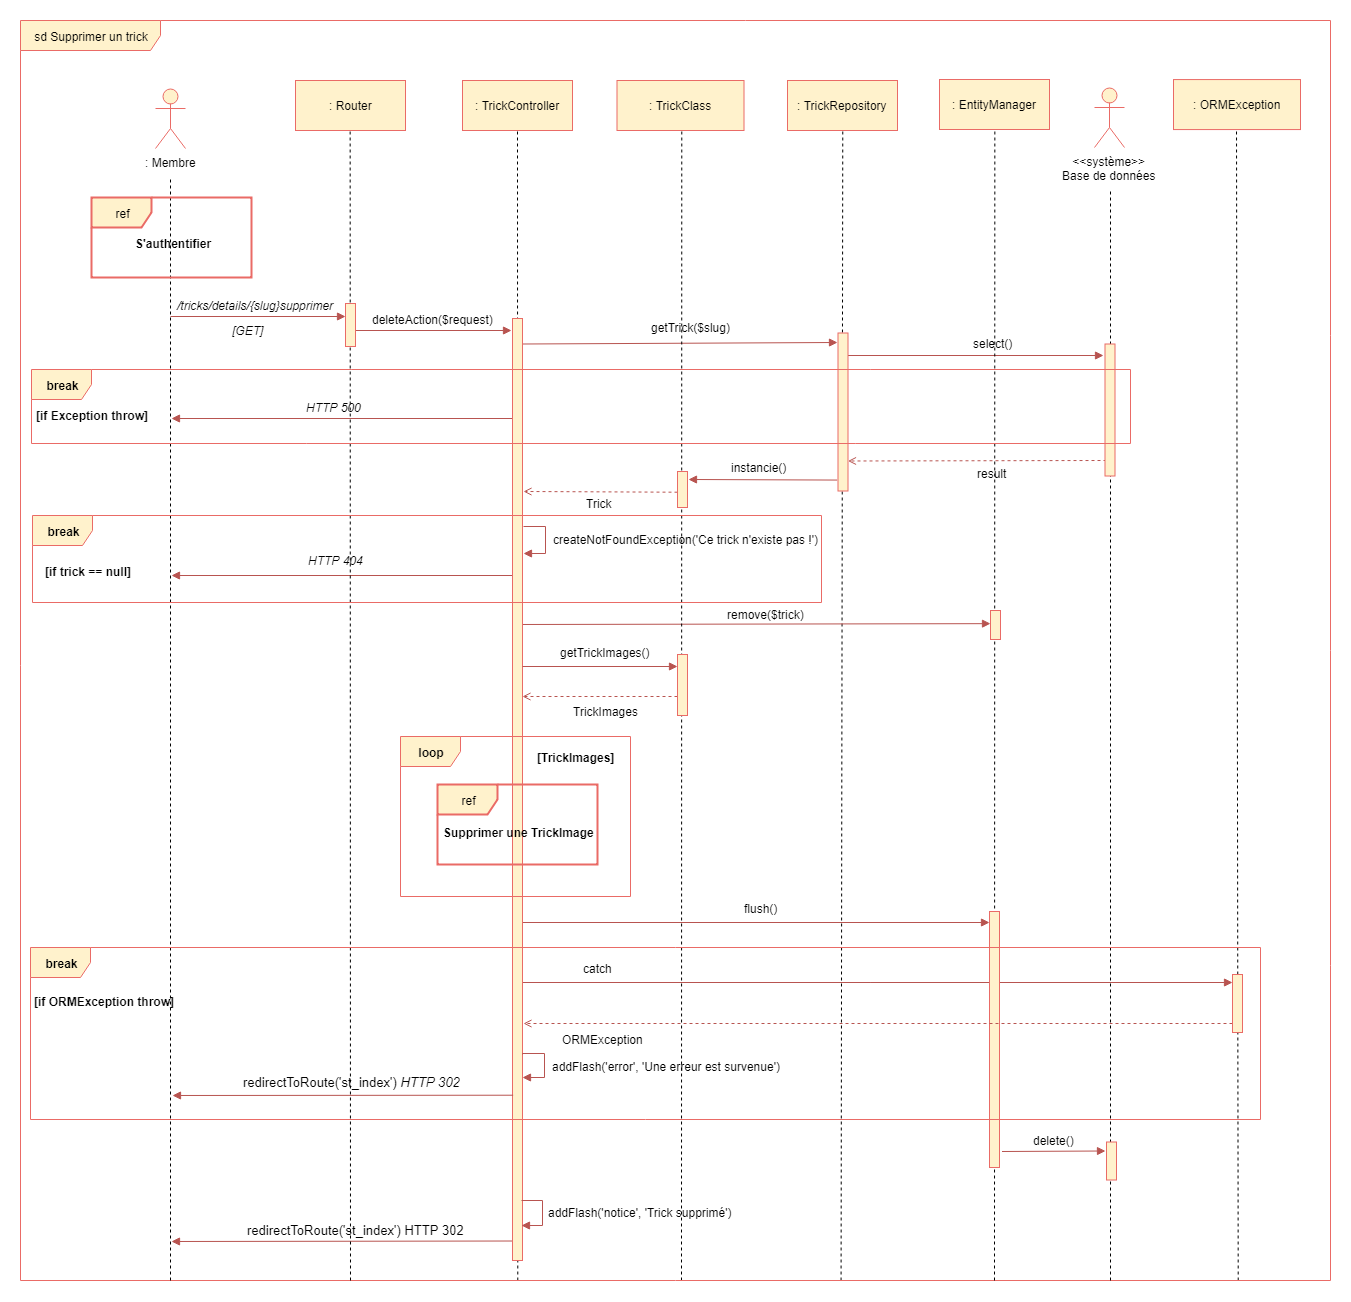 sd Supprimer un trick
: Membre
: Router
: TrickController
: TrickClass
: TrickRepository
: EntityManager
<<système>>
Base de données
: ORMException
ref
S'authentifier
/tricks/details/{slug}supprimer
[GET]
deleteAction($request)
getTrick($slug)
select()
break
[if Exception throw]
HTTP 500
result
instancie()
Trick
break
[if trick == null]
createNotFoundException('Ce trick n'existe pas !')
HTTP 404
remove($trick)
getTrickImages()
TrickImages
loop
[TrickImages]
ref
Supprimer une TrickImage
flush()
break
[if ORMException throw]
catch
ORMException
addFlash('error', 'Une erreur est survenue')
redirectToRoute('st_index') HTTP 302
delete()
addFlash('notice', 'Trick supprimé')
redirectToRoute('st_index') HTTP 302